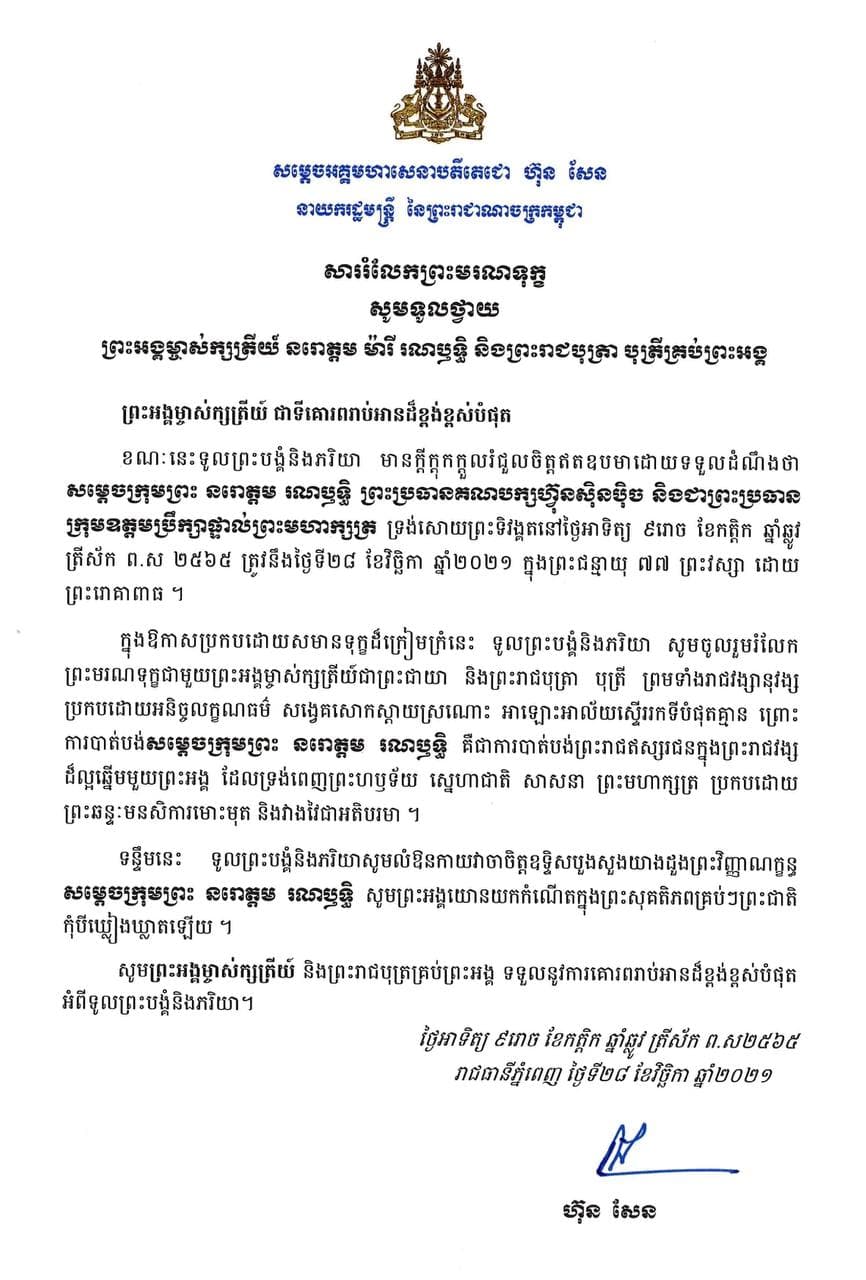 សម្តេចអគ្គមហាសេនាបតីតេជោ ហ៊ុន សែន
នាយករដ្ឋមន្ត្រី នៃព្រះរាជាណាចក្រកម្ពុជា
សាររំលែកព្រះមរណទុក្ខ
សូមទូលថ្វាយ
ព្រះអង្គម្ចាស់ក្សត្រីយ៍ នរោត្តម ម៉ារី រណឫទ្ធិ និងព្រះរាជបុត្រា បុត្រីគ្រប់ព្រះអង្គ
ព្រះអង្គម្ចាស់ក្សត្រីយ៍ ជាទីគោរពរាប់អានដ៏ខ្ពង់ខ្ពស់បំផុត
ខណៈនេះទូលព្រះបង្គំនិងភរិយា មានក្តីក្តុកក្តួលរំជួលចិត្តឥតឧបមាដោយទទួលដំណឹងថា
សម្តេចក្រុមព្រះ នរោត្តម រណឫទ្ធិ ព្រះប្រធានគណបក្សហ្វ៊ុនស៊ិនប៉ិច និងជាព្រះប្រធាន
ក្រុមឧត្តមប្រឹក្សាផ្ទាល់ព្រះមហាក្សត្រ ទ្រង់សោយព្រះទិវង្គតនៅថ្ងៃអាទិត្យ ៩រោច ខែកត្តិក ឆ្នាំឆ្លូវ
ត្រីស័ក ព.ស ២៥៦៥ ត្រូវនឹងថ្ងៃទី២៨ ខែវិច្ឆិកា ឆ្នាំ២០២១ ក្នុងព្រះជន្មាយុ ៧៧ ព្រះវស្សា ដោយ
ព្រះរោគាពាធ ។
ក្នុងឱកាសប្រកបដោយសមានទុក្ខដ៏ក្រៀមក្រំនេះ ទូលព្រះបង្គំនិងភរិយា សូមចូលរួមរំលែក
ព្រះមរណទុក្ខជាមួយព្រះអង្គម្ចាស់ក្សត្រីយ៍ជាព្រះជាយា និងព្រះរាជបុត្រា បុត្រី ព្រមទាំងរាជវង្សានុវង្ស
ប្រកបដោយអនិច្ចលក្ខណធម៌ សង្វេគសោកស្តាយស្រណោះ អាឡោះអាល័យស្ទើររកទីបំផុតគ្មាន ព្រោះ
ការបាត់បង់សម្តេចក្រុមព្រះ នរោត្តម រណឫទ្ធិ គឺជាការបាត់បង់ព្រះរាជឥស្សរជនក្នុងព្រះរាជវង្ស
ដ៏ល្អឆ្នើមមួយព្រះអង្គ ដែលទ្រង់ពេញព្រះហឫទ័យ ស្នេហាជាតិ សាសនា ព្រះមហាក្សត្រ ប្រកបដោយ
ព្រះឆន្ទៈមនសិការមោះមុត និងវាងវៃជាអតិបរមា ។
ទន្ទឹមនេះ ទូលព្រះបង្គំនិងភរិយាសូមលំឱនកាយវាចាចិត្តឧទ្ទិសបួងសួងយាងដួងព្រះវិញ្ញាណក្ខន្ធ
សម្តេចក្រុមព្រះ នរោត្តម រណឫទ្ធិ សូមព្រះអង្គយោនយកកំណើតក្នុងព្រះសុគតិភពគ្រប់ៗព្រះជាតិ
កុំបីឃ្លៀងឃ្លាតឡើយ ។
សូមព្រះអង្គម្ចាស់ក្សត្រីយ៍ និងព្រះរាជបុត្រគ្រប់ព្រះអង្គ ទទួលនូវការគោរពរាប់អានដ៏ខ្ពង់ខ្ពស់បំផុត
អំពីទូលព្រះបង្គំនិងភរិយា។
ថ្ងៃអាទិត្យ ៩រោច ខែកត្តិក ឆ្នាំឆ្លូវ ត្រីស័ក ព.ស២៥៦៥
រាជធានីភ្នំពេញ ថ្ងៃទី២៨ ខែវិច្ឆិកា ឆ្នាំ២០២១
ហ៊ុន សែន